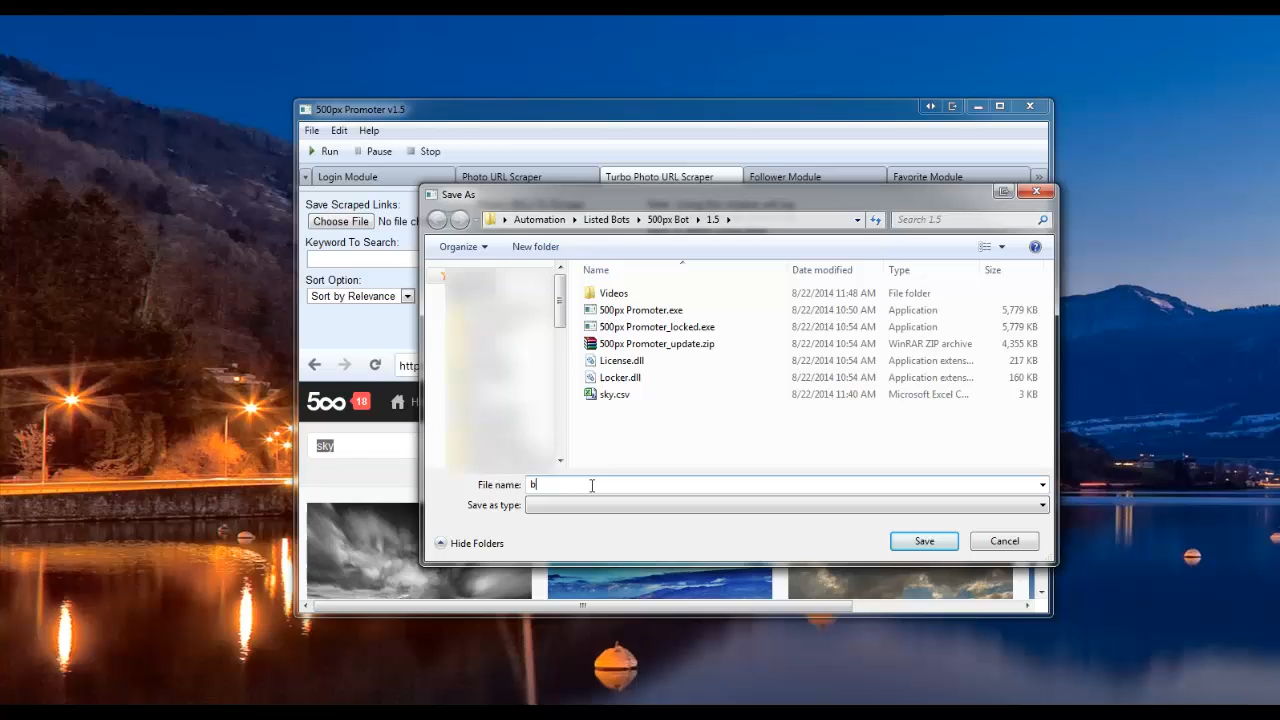 500px Promoter v1.5
File Edit Help
Run Pause Stop
Login Module Photo URL Scraper Turbo Photo URL Scraper Follower Module Favorite Module
Save As
Save Scraped Links:
Choose File No file c
Automation Listed Bots 500px Bot 1.5 Search 1.5
Keyword To Search:
Organize New folder
Name Date modified Type Size
Sort Option:
Sort by Relevance
Videos 8/22/2014 11:48 AM File folder
500px Promoter.exe 8/22/2014 10:50 AM Application 5,779 KB
500px Promoter_locked.exe 8/22/2014 10:54 AM Application 5,779 KB
500px Promoter_update.zip 8/22/2014 10:54 AM WinRAR ZIP archive 4,355 KB
License.dll 8/22/2014 10:54 AM Application extens... 217 KB
Locker.dll 8/22/2014 10:54 AM Application extens... 160 KB
sky.csv 8/22/2014 11:40 AM Microsoft Excel C... 3 KB
http
500 18 H
sky
File name: b
Save as type:
Hide Folders Save Cancel